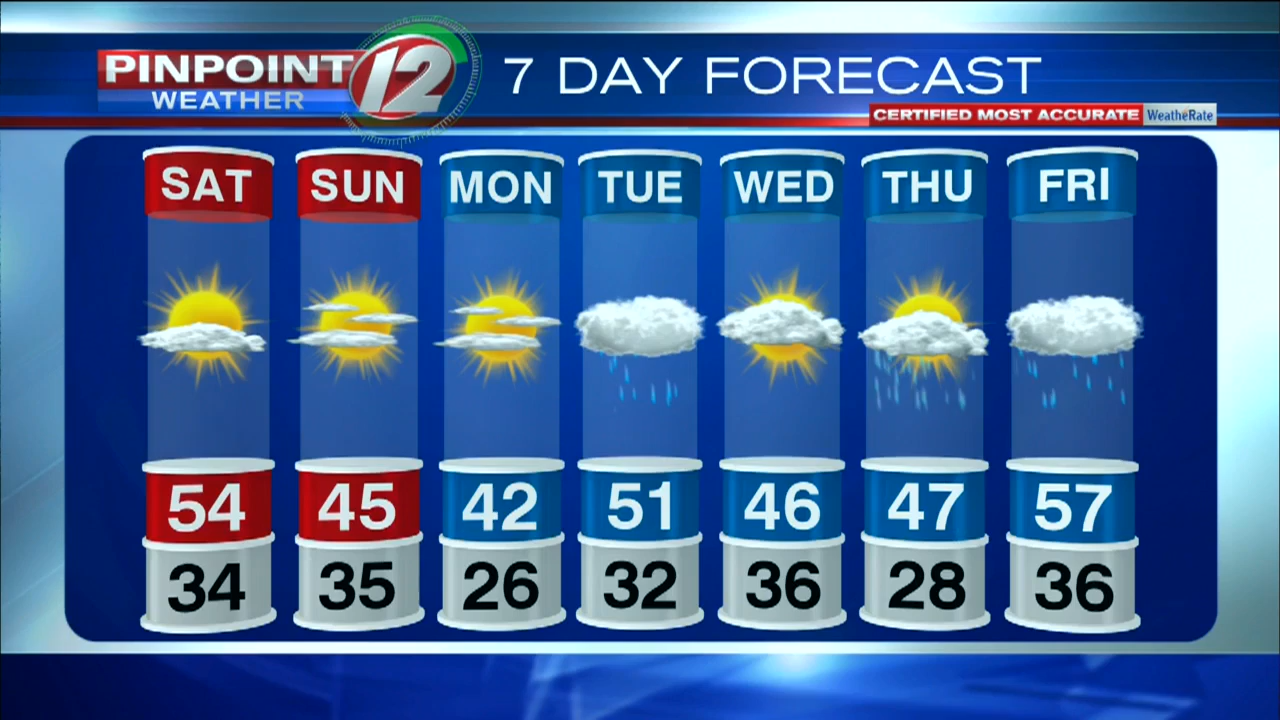 PINPOINT 12
WEATHER
7 DAY FORECAST
CERTIFIED MOST ACCURATE WeatheRate
SAT SUN MON TUE WED THU FRI
54 45 42 51 46 47 57
34 35 26 32 36 28 36